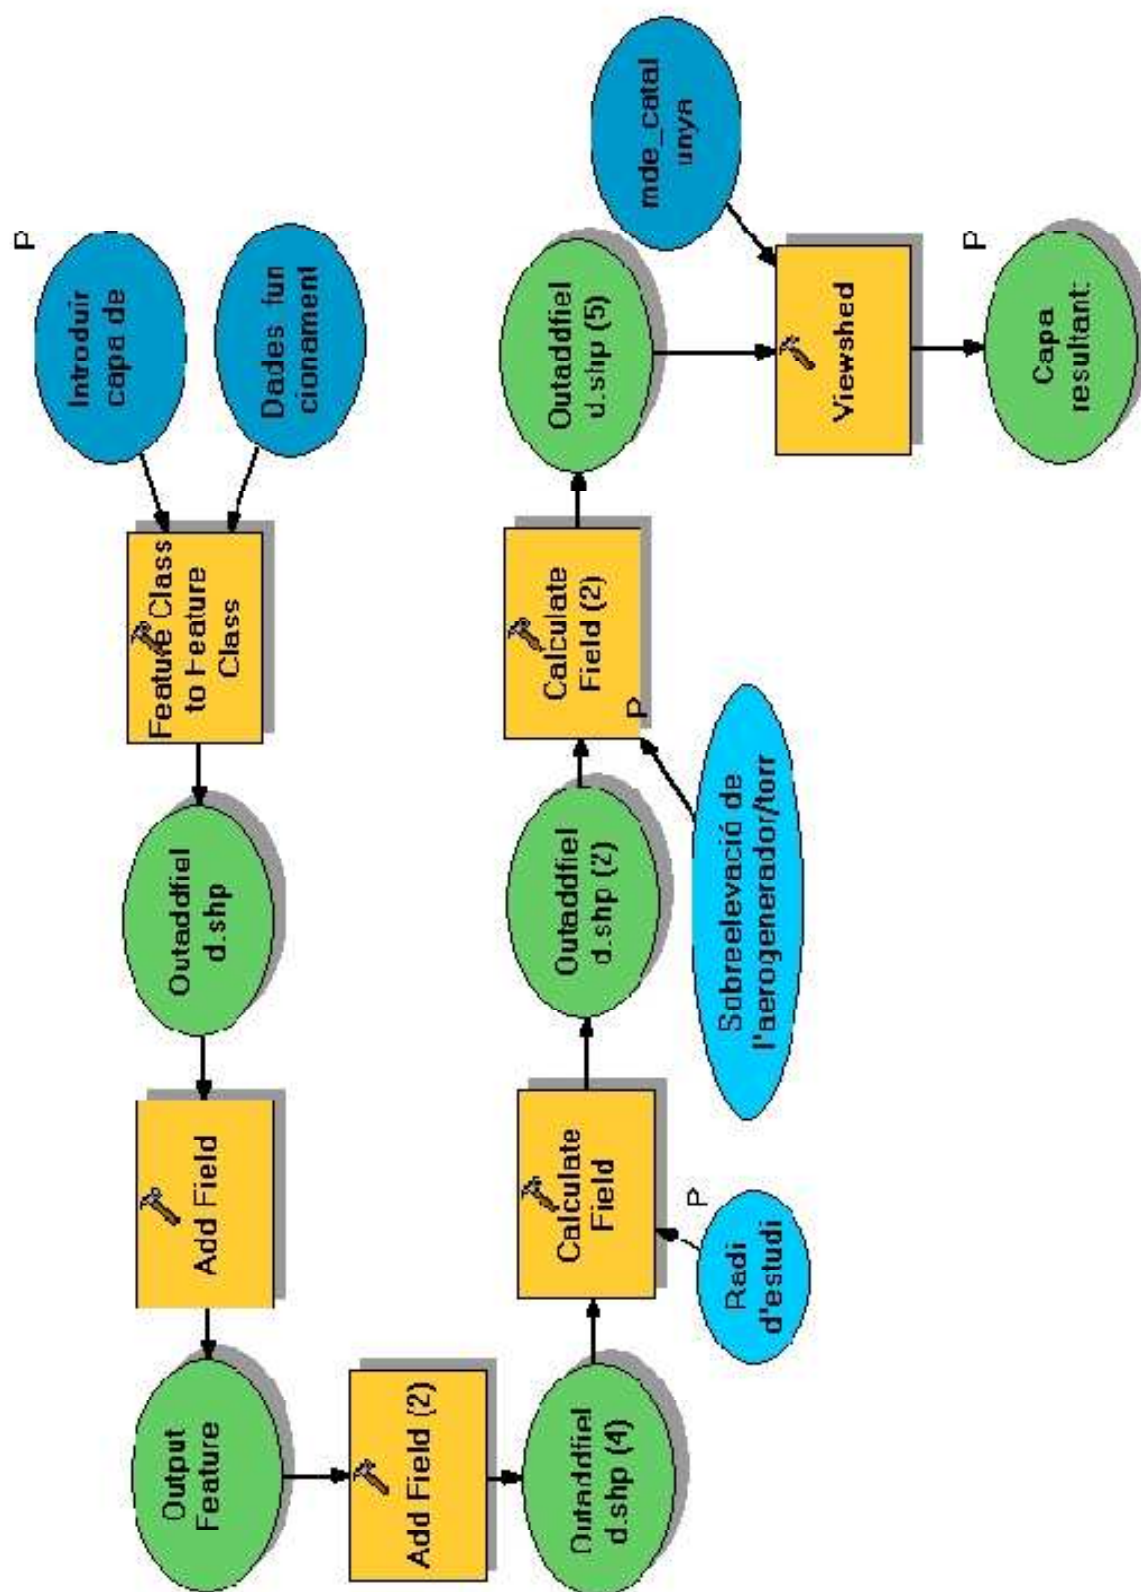 P
Introduir
capa de
Dades fun
cionament
Feature Class
to Feature
Class
Outaddfiel
d.shp
Add Field
Output
Feature
Add Field (2)
Outaddfiel
d.shp (4)
Radi
d'estudi
P
Calculate
Field
Outaddfiel
d.shp (2)
Sobreelevació de
l'aerogenerador/torr
P
Calculate
Field (2)
Outaddfiel
d.shp (5)
mde_catal
unya
Viewshed
P
Capa
resultant: